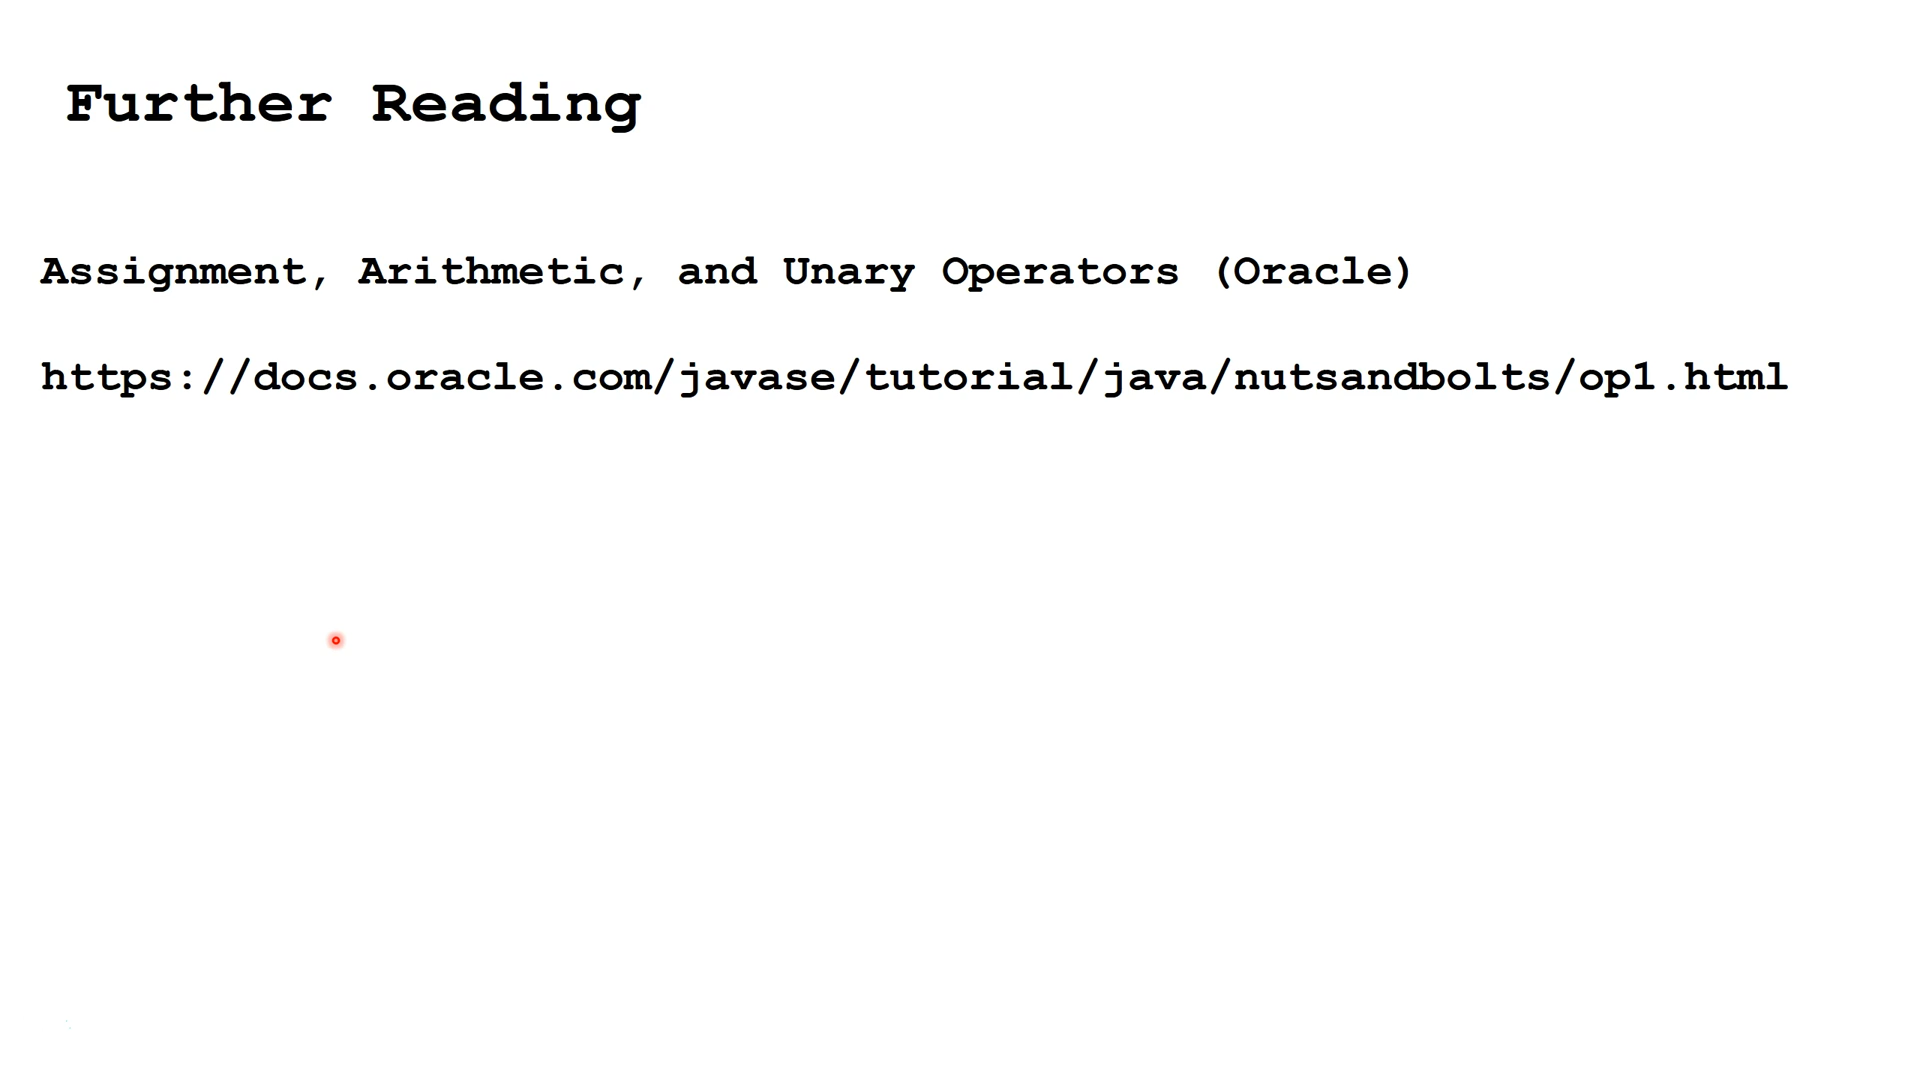 Further Reading
Assignment, Arithmetic, and Unary Operators (Oracle)
https://docs.oracle.com/javase/tutorial/java/nutsandbolts/op1.html